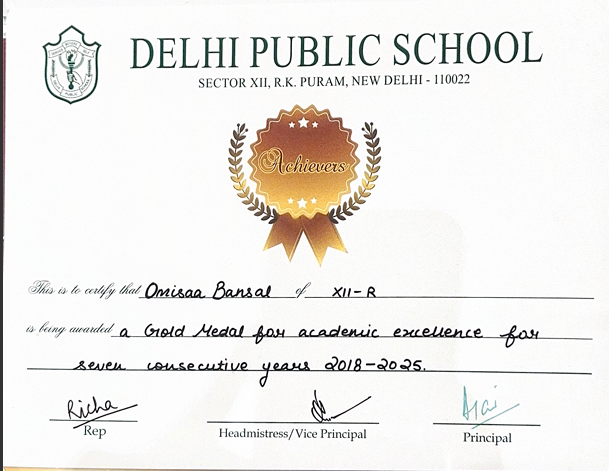 DELHI PUBLIC SCHOOL
SECTOR XII, R.K. PURAM, NEW DELHI - 110022
Achievers
This is to certify that Omisaa Bansal of XII-R
is being awarded a Gold Medal for academic excellence for
seven consecutive years 2018-2025.
Richa
Rep
Headmistress/Vice Principal
Principal